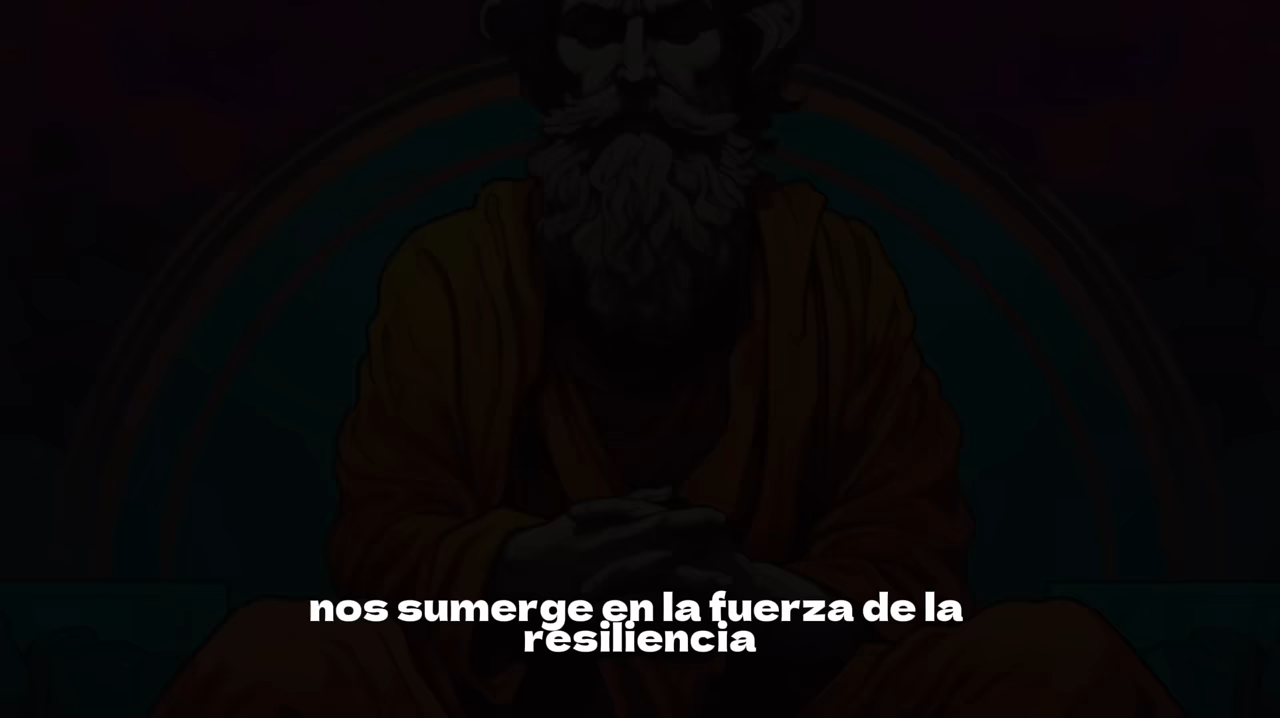 nos sumerge en la fuerza de la
resiliencia